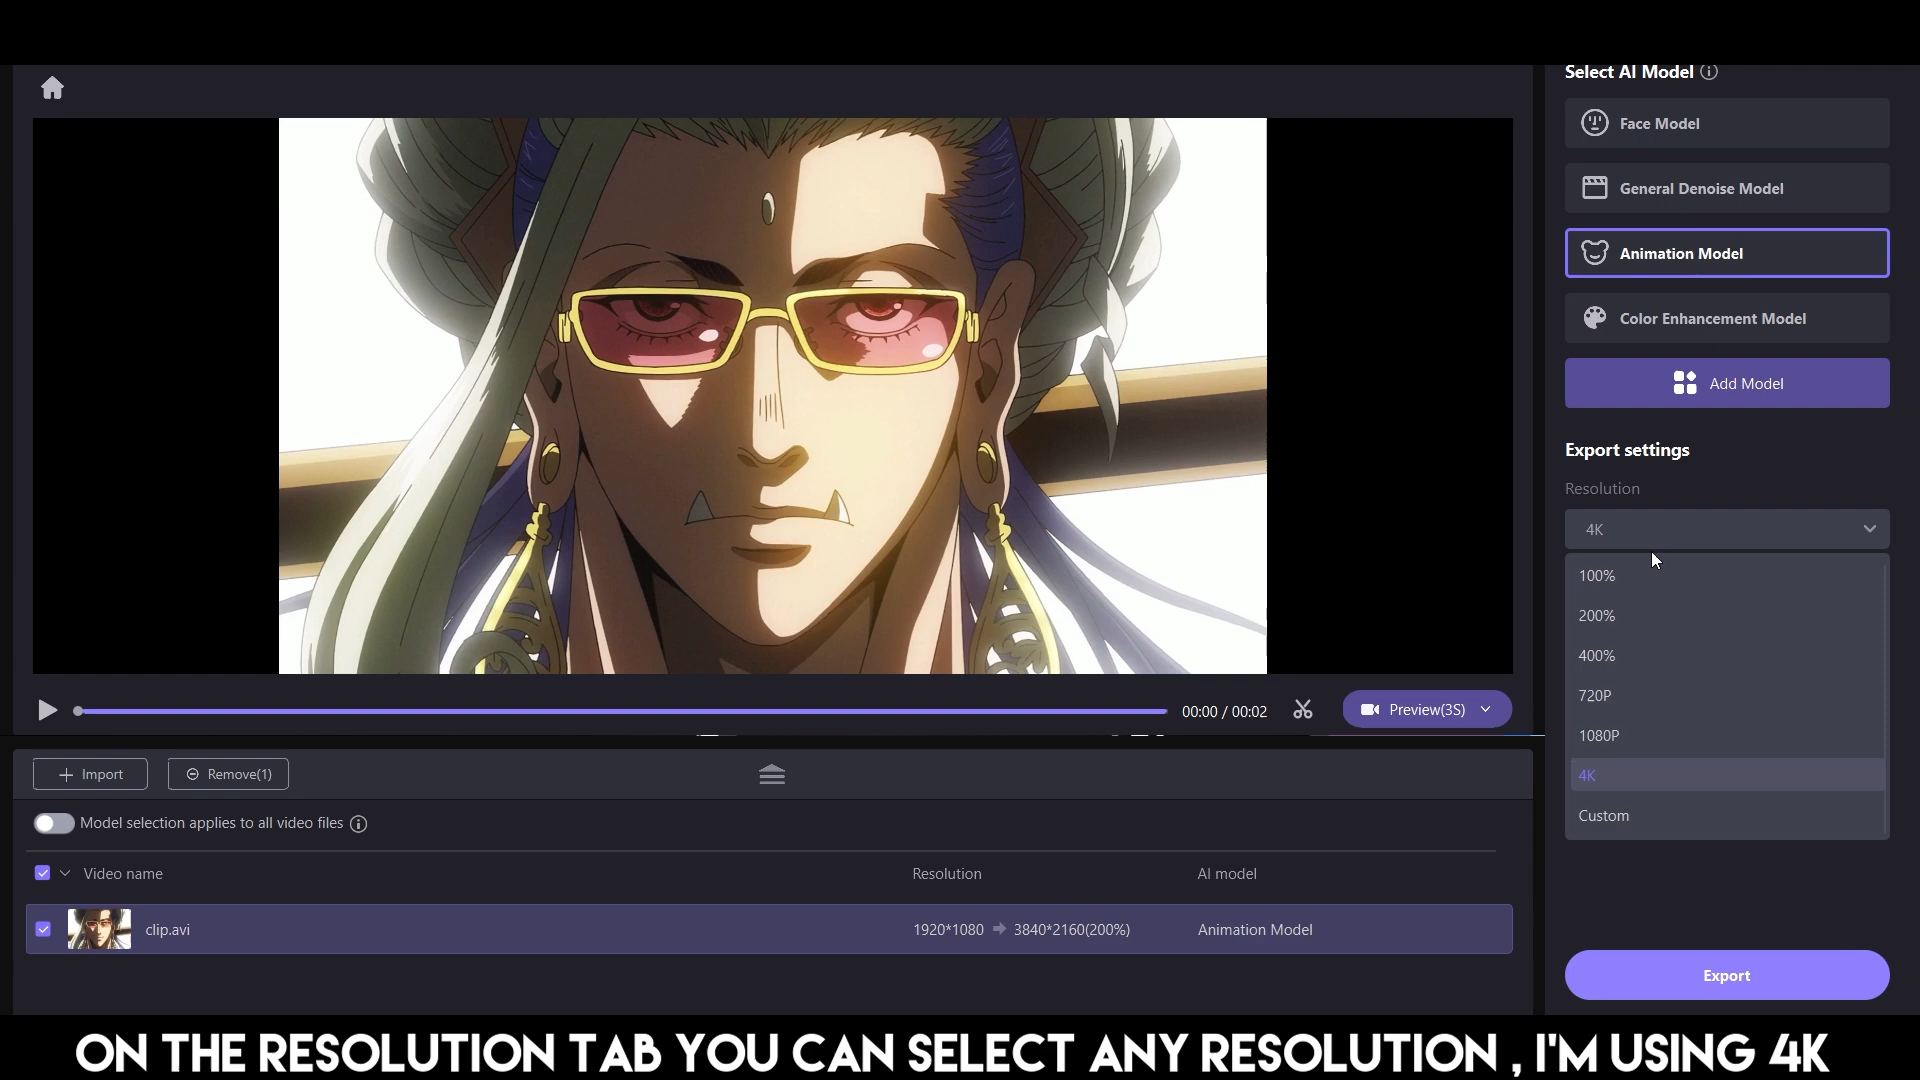 Select AI Model
Face Model
General Denoise Model
Animation Model
Color Enhancement Model
Add Model
Export settings
Resolution
4K
100%
200%
400%
720P
1080P
4K
Custom
Export
00:00 / 00:02
Preview(3S)
Import
Remove(1)
Model selection applies to all video files
Video name Resolution AI model
clip.avi 1920*1080 3840*2160(200%) Animation Model
ON THE RESOLUTION TAB YOU CAN SELECT ANY RESOLUTION , I'M USING 4K